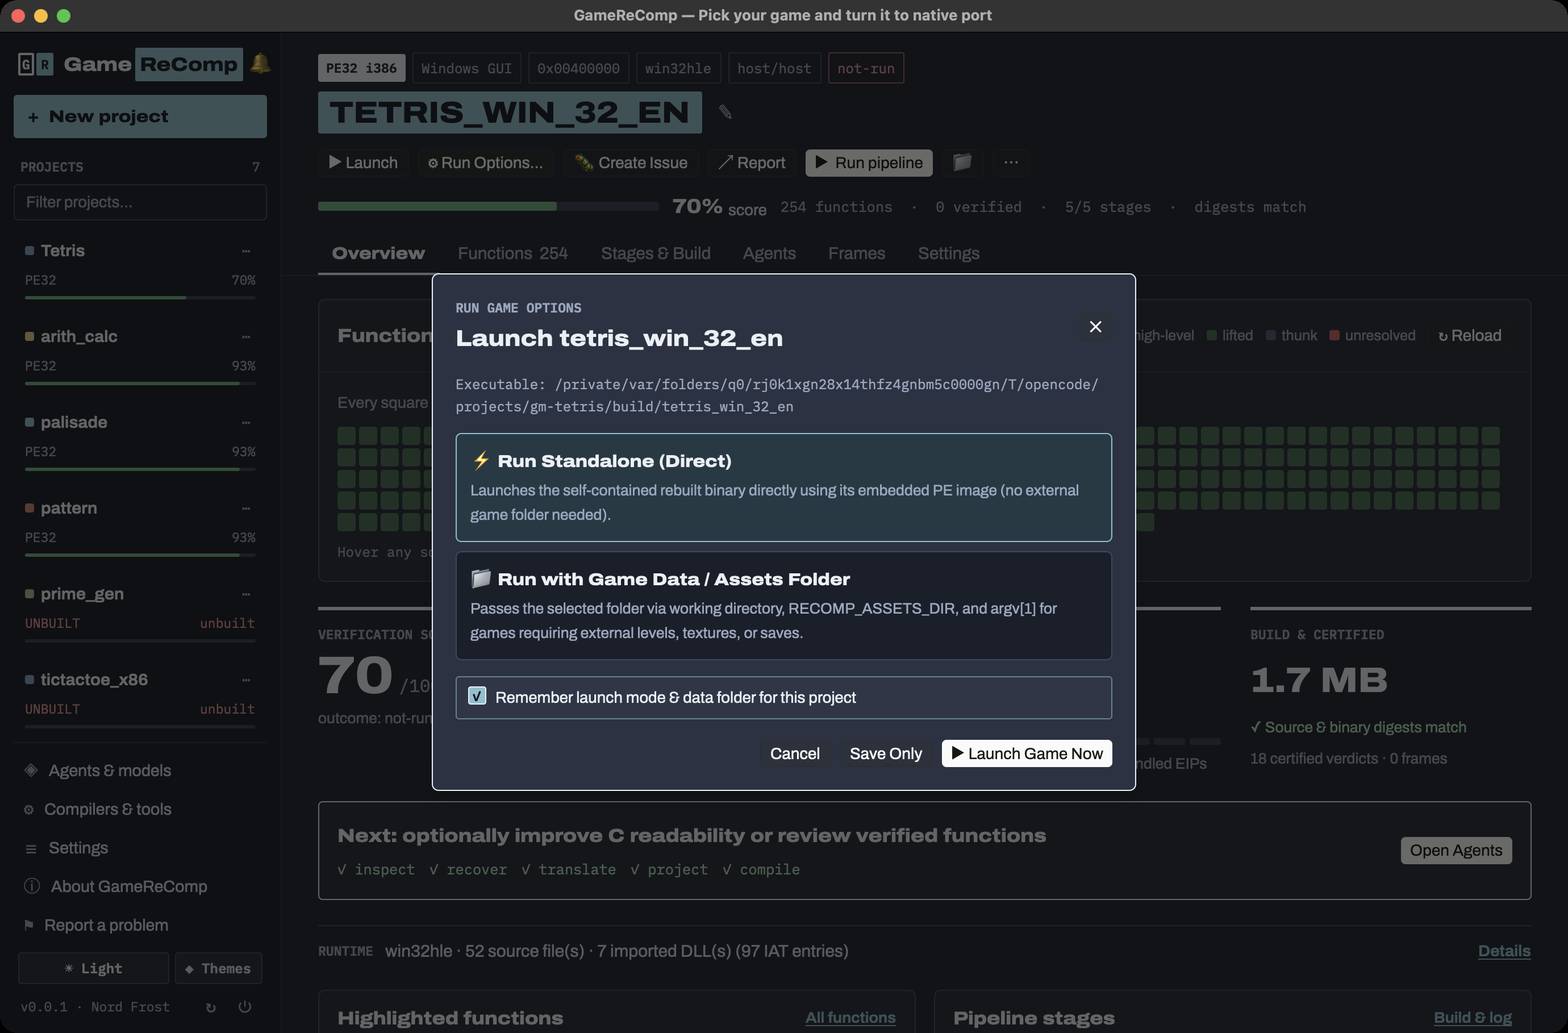 GameReComp — Pick your game and turn it to native port
G R Game ReComp
+ New project
PROJECTS 7
Filter projects...
Tetris
PE32 70%
arith_calc
PE32 93%
palisade
PE32 93%
pattern
PE32 93%
prime_gen
UNBUILT unbuilt
tictactoe_x86
UNBUILT unbuilt
Agents & models
Compilers & tools
Settings
About GameReComp
Report a problem
Light
Themes
v0.0.1 · Nord Frost
PE32 i386 Windows GUI 0x00400000 win32hle host/host not-run
TETRIS_WIN_32_EN
Launch Run Options... Create Issue Report Run pipeline ...
70% score 254 functions · 0 verified · 5/5 stages · digests match
Overview Functions 254 Stages & Build Agents Frames Settings
Function
high-level lifted thunk unresolved Reload
Every square
Hover any
RUN GAME OPTIONS
Launch tetris_win_32_en
Executable: /private/var/folders/q0/rj0k1xgn28x14thfz4gnbm5c0000gn/T/opencode/
projects/gm-tetris/build/tetris_win_32_en
Run Standalone (Direct)
Launches the self-contained rebuilt binary directly using its embedded PE image (no external
game folder needed).
Run with Game Data / Assets Folder
Passes the selected folder via working directory, RECOMP_ASSETS_DIR, and argv[1] for
games requiring external levels, textures, or saves.
Remember launch mode & data folder for this project
Cancel Save Only Launch Game Now
VERIFICATION
70 /10
outcome: not-run
ndled EIPs
BUILD & CERTIFIED
1.7 MB
✓ Source & binary digests match
18 certified verdicts · 0 frames
Next: optionally improve C readability or review verified functions
✓ inspect ✓ recover ✓ translate ✓ project ✓ compile
Open Agents
RUNTIME win32hle · 52 source file(s) · 7 imported DLL(s) (97 IAT entries)
Details
Highlighted functions All functions
Pipeline stages Build & log